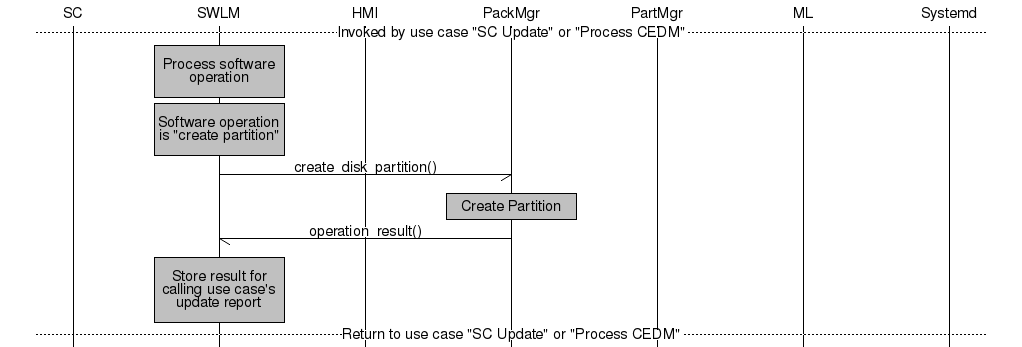 SC SWLM HMI PackMgr PartMgr ML Systemd
Invoked by use case "SC Update" or "Process CEDM"
Process software
operation
Software operation
is "create partition"
create_disk_partition()
Create Partition
operation_result()
Store result for
calling use case's
update report
Return to use case "SC Update" or "Process CEDM"